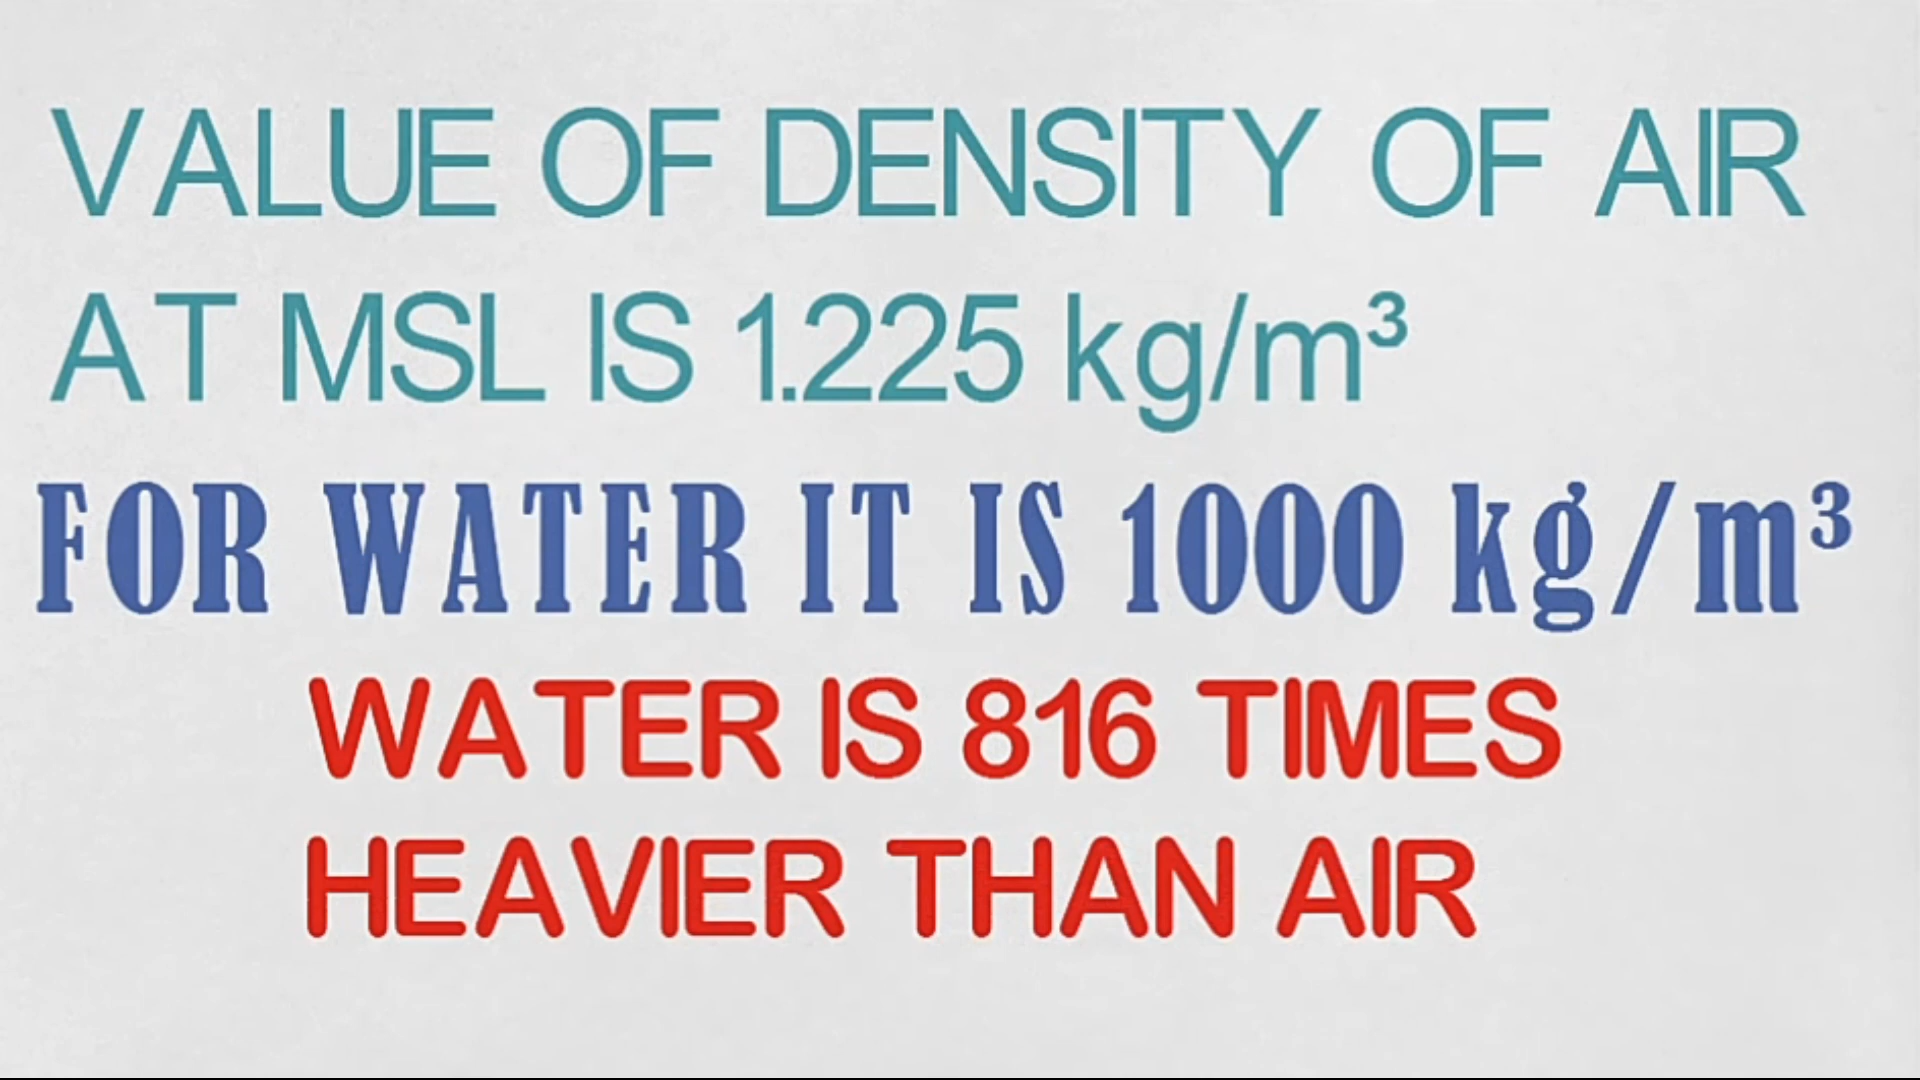 VALUE OF DENSITY OF AIR
AT MSL IS 1.225 kg/m³
FOR WATER IT IS 1000 kg/m³
WATER IS 816 TIMES
HEAVIER THAN AIR